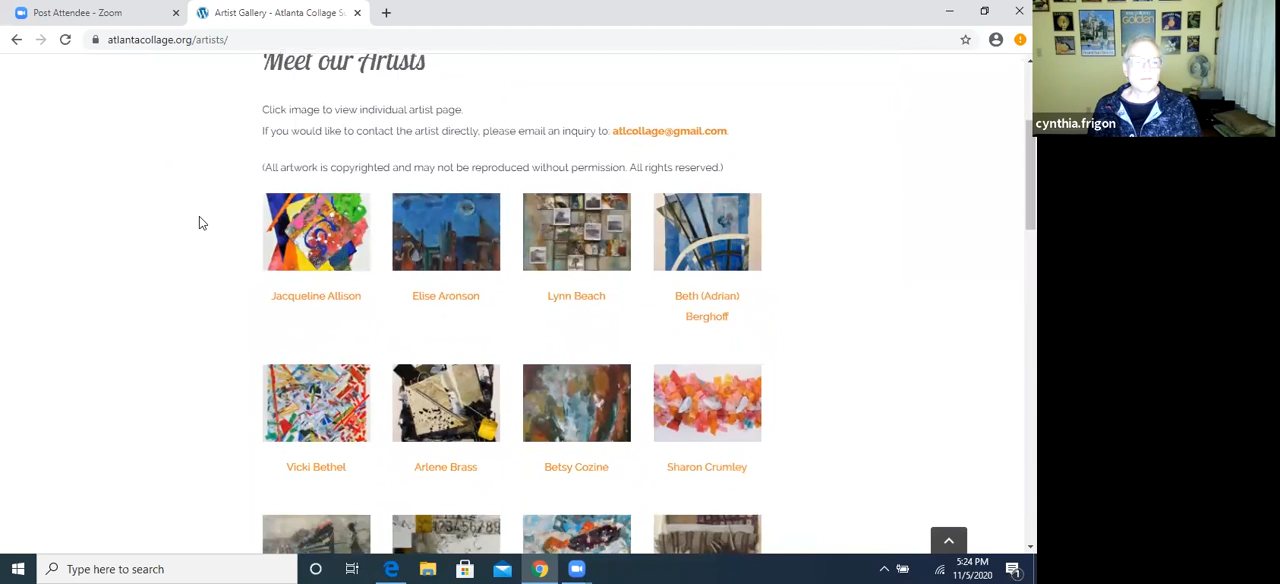 Post Attendee - Zoom
Artist Gallery - Atlanta Collage S
atlantacollage.org/artists/
Meet our Artists
Click image to view individual artist page.
If you would like to contact the artist directly, please email an inquiry to: atlcollage@gmail.com.
(All artwork is copyrighted and may not be reproduced without permission. All rights reserved.)
Jacqueline Allison
Elise Aronson
Lynn Beach
Beth (Adrian)
Berghoff
Vicki Bethel
Arlene Brass
Betsy Cozine
Sharon Crumley
123456789
cynthia.frigon
golden
Type here to search
5:24 PM
11/5/2020
1